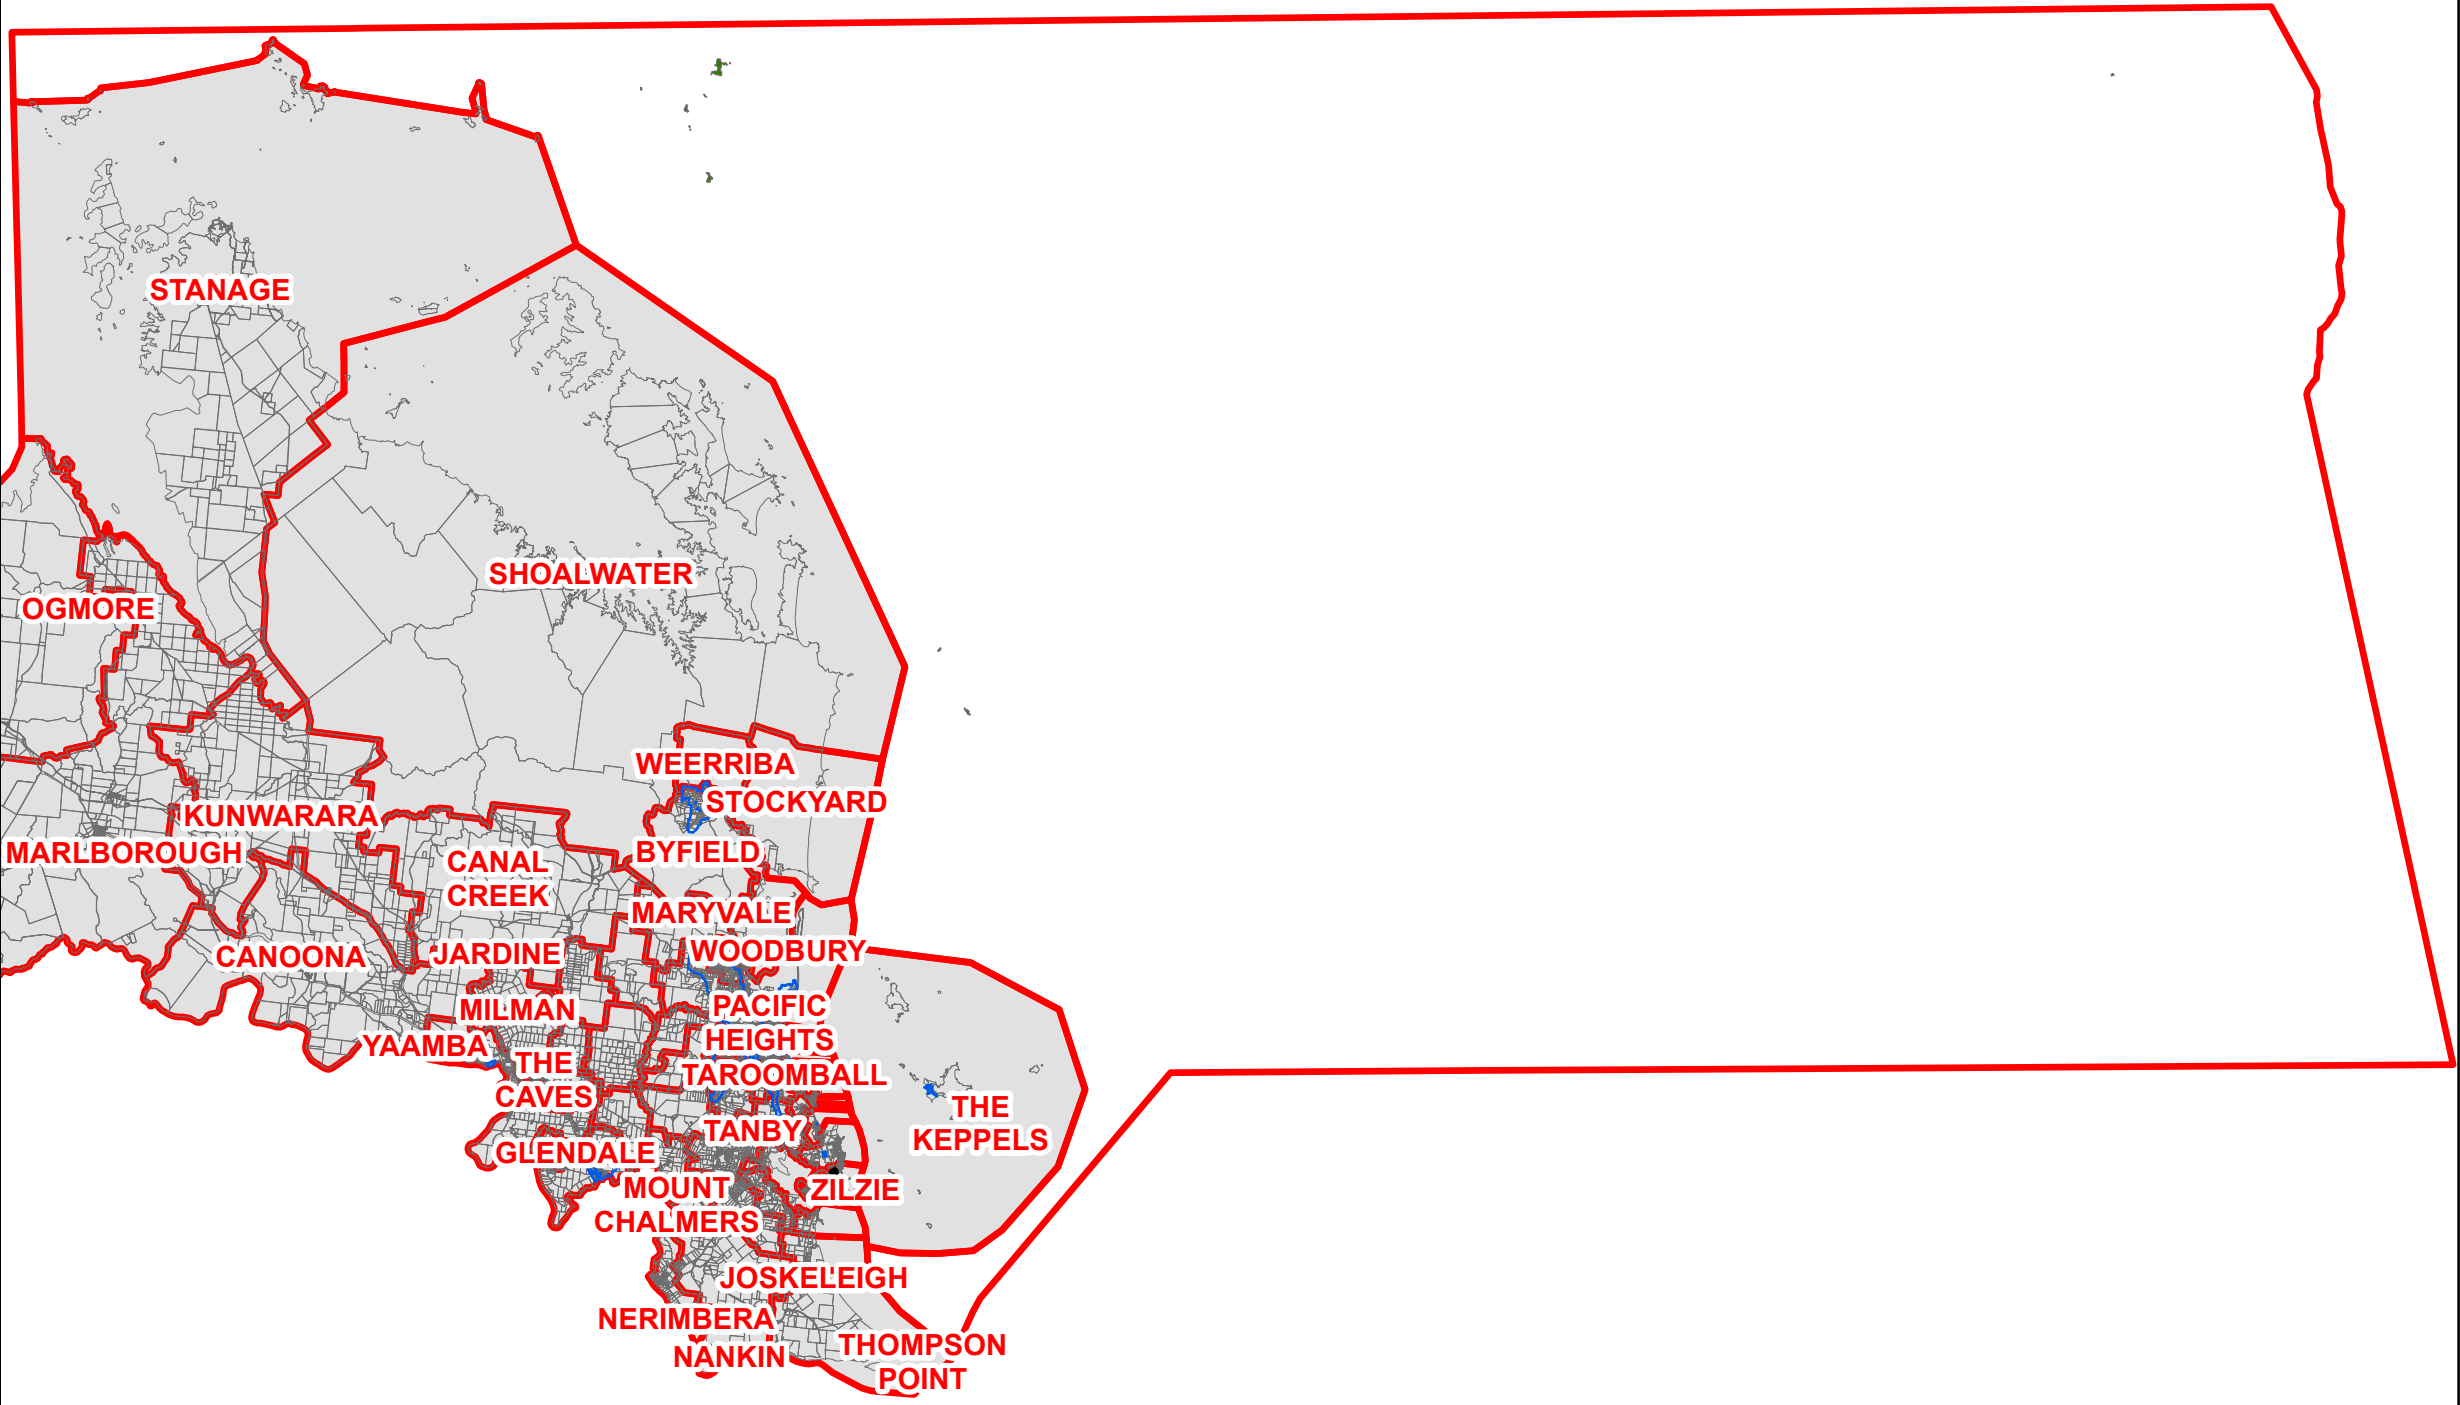 STANAGE
SHOALWATER
OGMORE
WEERRIBA
STOCKYARD
KUNWARARA
MARLBOROUGH
BYFIELD
CANAL
CREEK
MARYVALE
WOODBURY
CANOONA
JARDINE
MILMAN
PACIFIC
HEIGHTS
YAAMBA
THE
CAVES
TAROOMBALL
THE
KEPPELS
TANBY
GLENDALE
MOUNT
CHALMERS
ZILZIE
JOSKELEIGH
NERIMBERA
NANKIN
THOMPSON
POINT